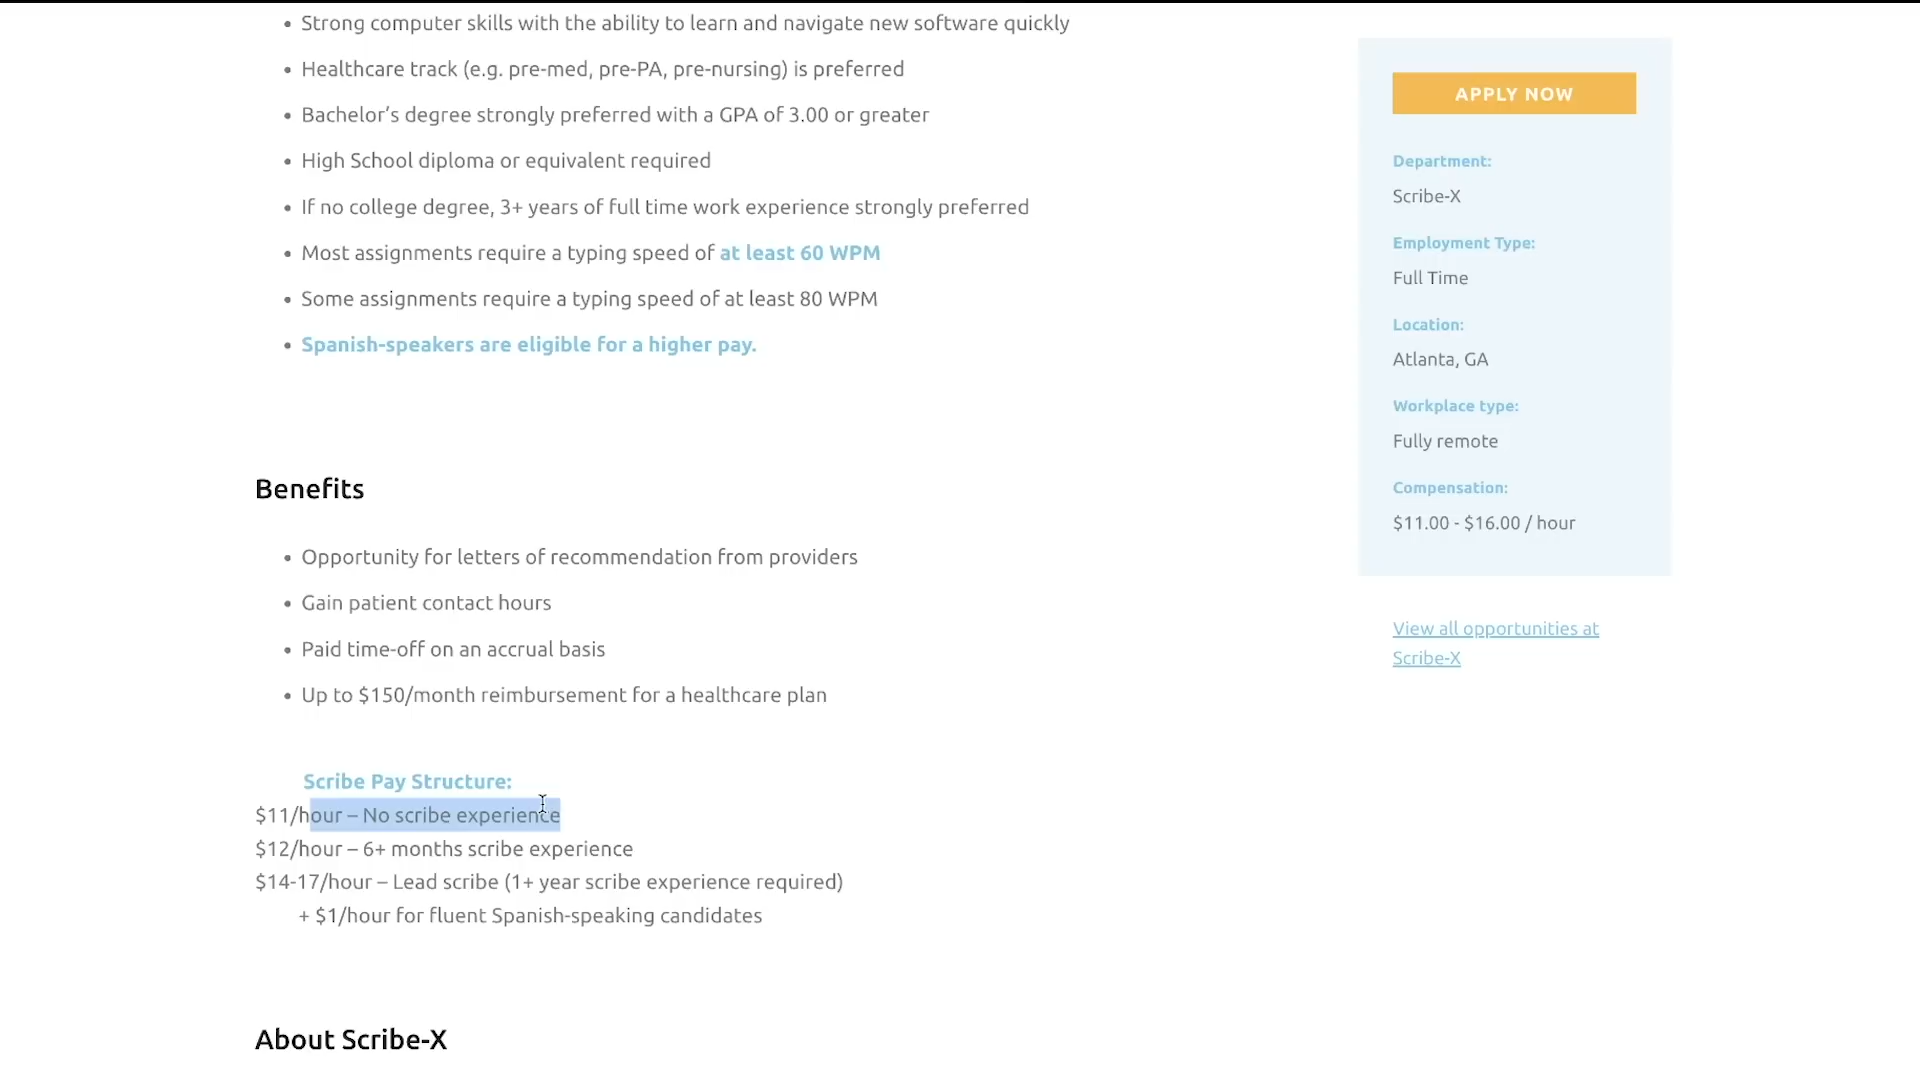 Strong computer skills with the ability to learn and navigate new software quickly
Healthcare track (e.g. pre-med, pre-PA, pre-nursing) is preferred
Bachelor’s degree strongly preferred with a GPA of 3.00 or greater
High School diploma or equivalent required
If no college degree, 3+ years of full time work experience strongly preferred
Most assignments require a typing speed of at least 60 WPM
Some assignments require a typing speed of at least 80 WPM
Spanish-speakers are eligible for a higher pay.
Benefits
Opportunity for letters of recommendation from providers
Gain patient contact hours
Paid time-off on an accrual basis
Up to $150/month reimbursement for a healthcare plan
Scribe Pay Structure:
$11/hour – No scribe experience
$12/hour – 6+ months scribe experience
$14-17/hour – Lead scribe (1+ year scribe experience required)
+ $1/hour for fluent Spanish-speaking candidates
About Scribe-X
APPLY NOW
Department:
Scribe-X
Employment Type:
Full Time
Location:
Atlanta, GA
Workplace type:
Fully remote
Compensation:
$11.00 - $16.00 / hour
View all opportunities at
Scribe-X